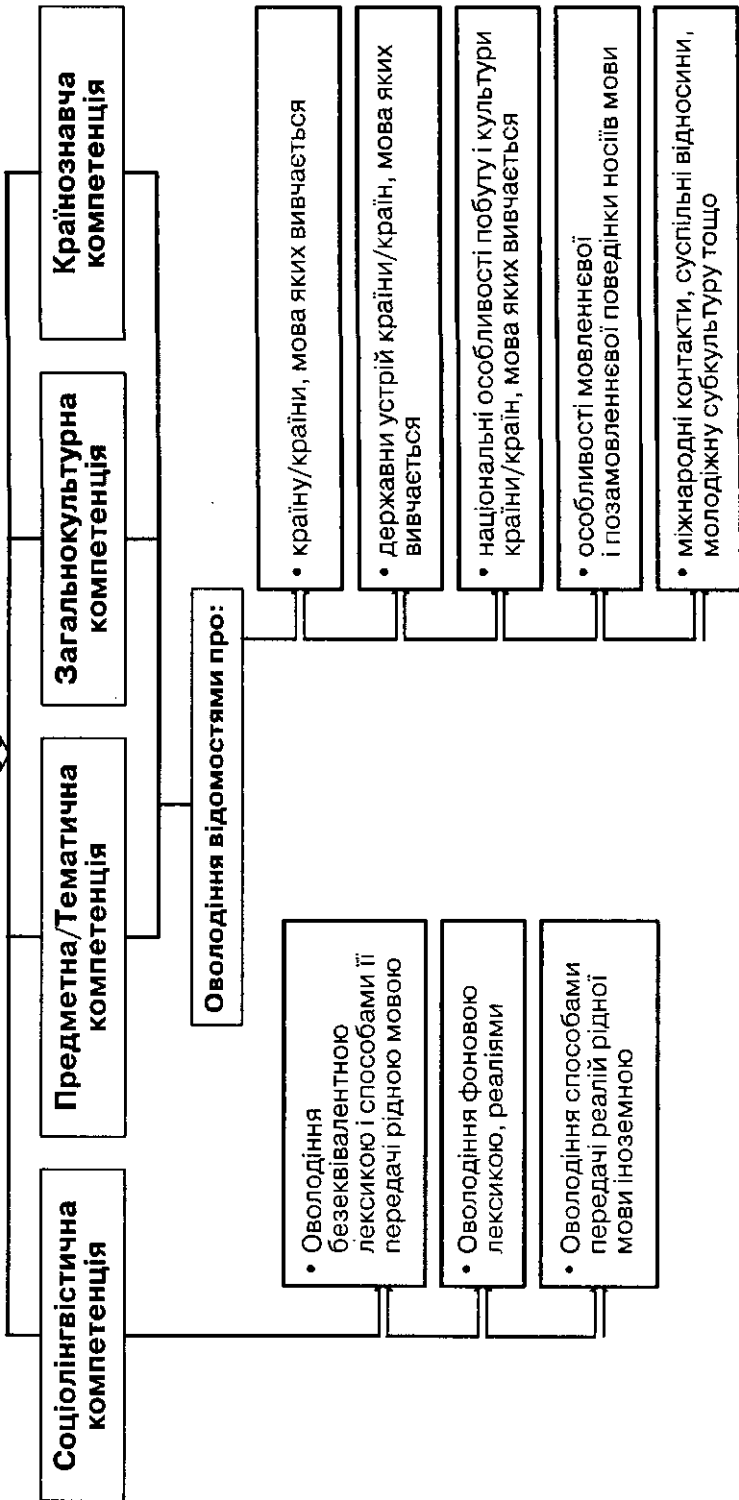 Соціолінгвістична
компетенція
Предметна/Тематична
компетенція
Загальнокультурна
компетенція
Країнознавча
компетенція
• Оволодіння
безеквівалентною
лексикою і способами її
передачі рідною мовою
• Оволодіння фоновою
лексикою, реаліями
• Оволодіння способами
передачі реалій рідної
мови іноземною
Оволодіння відомостями про:
• країну/країни, мова яких вивчається
• державни устрій країни/країн, мова яких
вивчається
• національні особливості побуту і культури
країни/країн, мова яких вивчається
• особливості мовленнєвої
і позамовленнєвої поведінки носіїв мови
• міжнародні контакти, суспільні відносини,
молодіжну субкультуру тощо